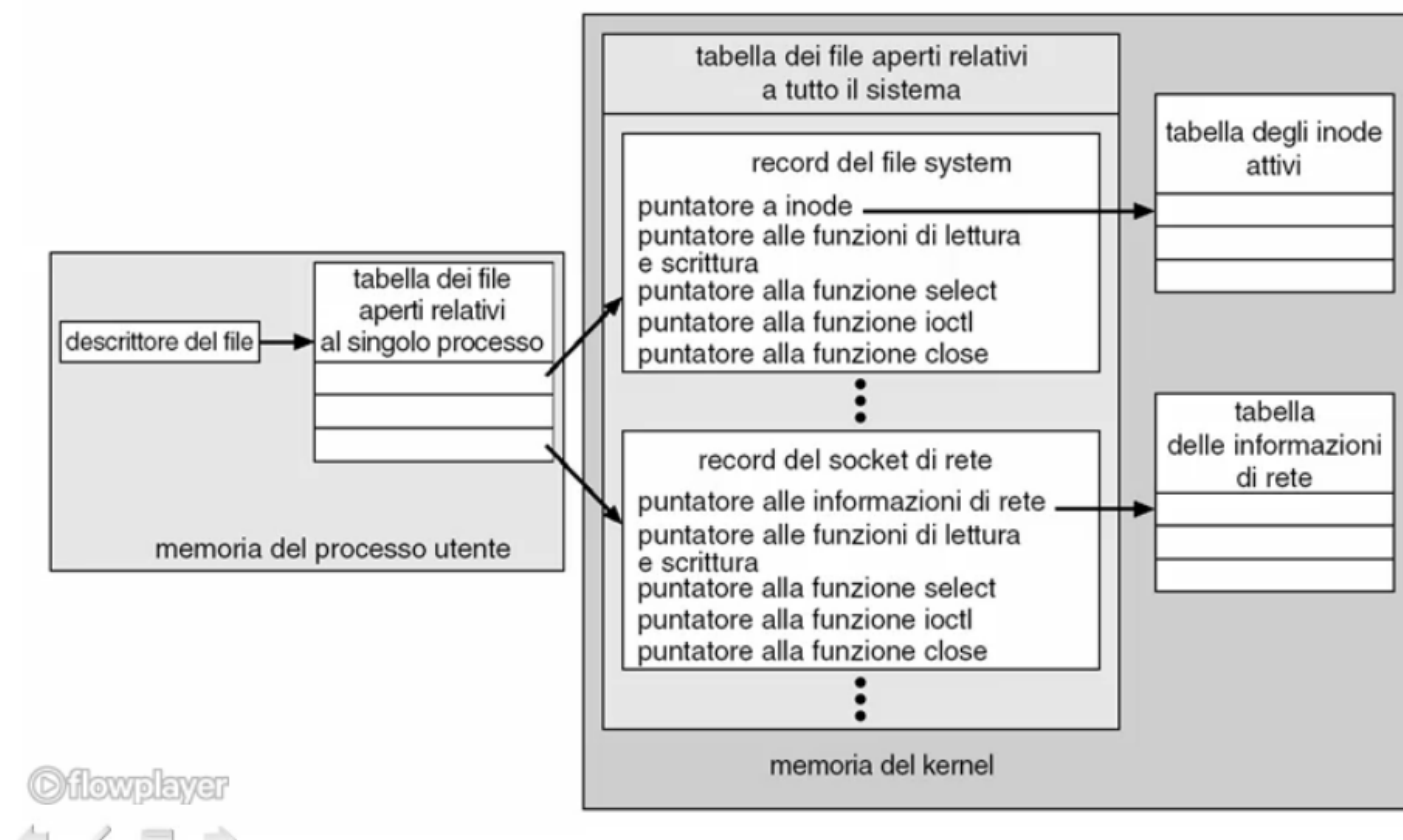 descrittore del file
tabella dei file
aperti relativi
al singolo processo
memoria del processo utente
tabella dei file aperti relativi
a tutto il sistema
record del file system
puntatore a inode
puntatore alle funzioni di lettura
e scrittura
puntatore alla funzione select
puntatore alla funzione ioctl
puntatore alla funzione close
record del socket di rete
puntatore alle informazioni di rete
puntatore alle funzioni di lettura
e scrittura
puntatore alla funzione select
puntatore alla funzione ioctl
puntatore alla funzione close
memoria del kernel
tabella degli inode
attivi
tabella
delle informazioni
di rete
flowplayer